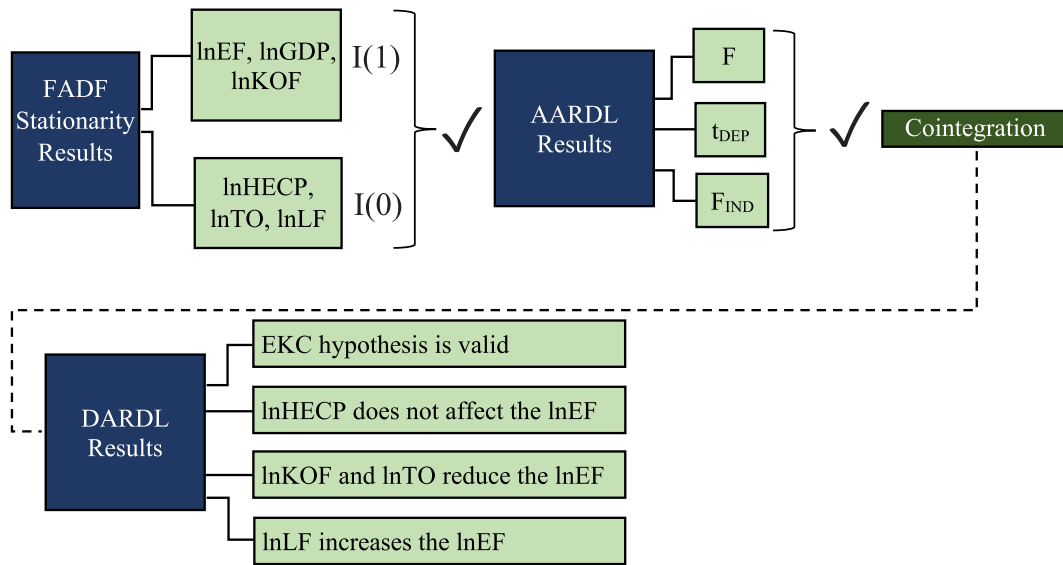 FADF
Stationarity
Results
lnEF, lnGDP,
lnKOF
I(1)
lnHECP,
lnTO, lnLF
I(0)
AARDL
Results
F
tDEP
FIND
Cointegration
DARDL
Results
EKC hypothesis is valid
lnHECP does not affect the lnEF
lnKOF and lnTO reduce the lnEF
lnLF increases the lnEF